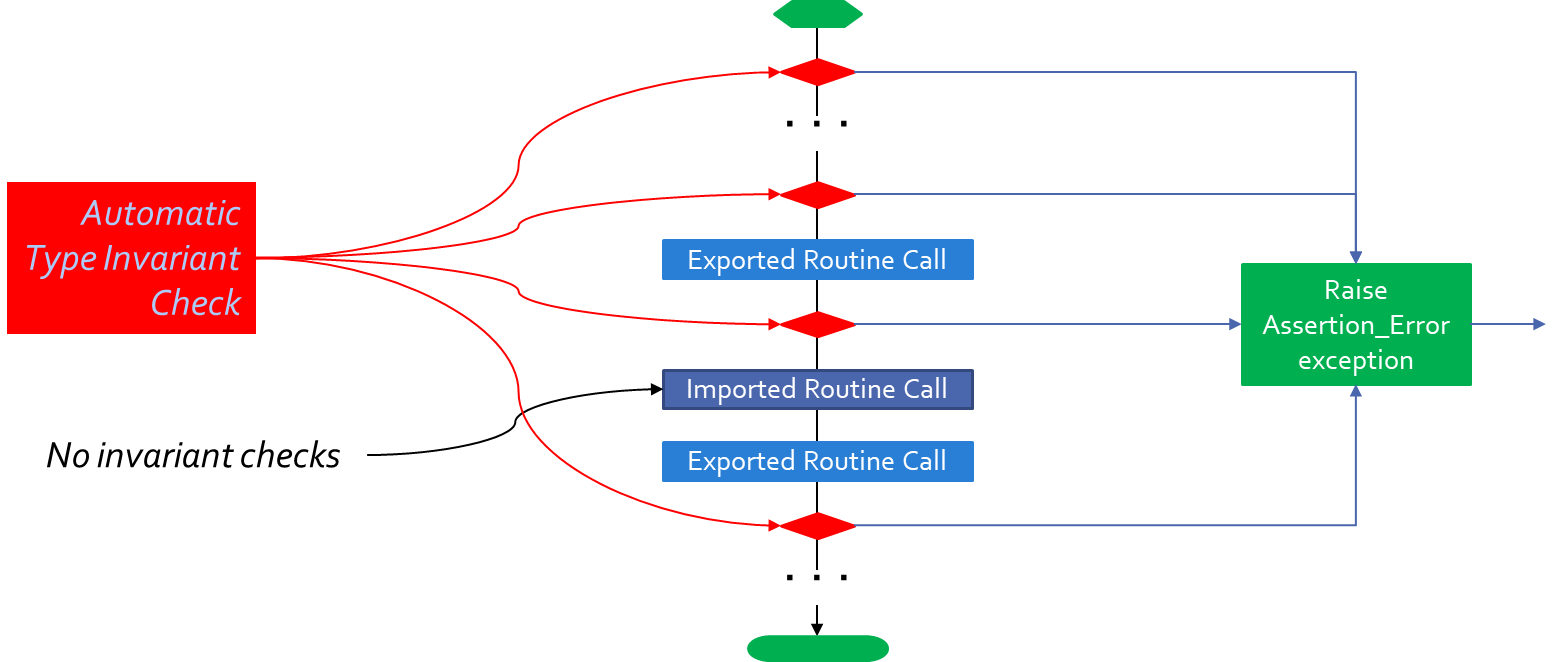 . . .
Automatic
Type Invariant
Check
Exported Routine Call
Raise
Assertion_Error
exception
Imported Routine Call
No invariant checks
Exported Routine Call
. . .